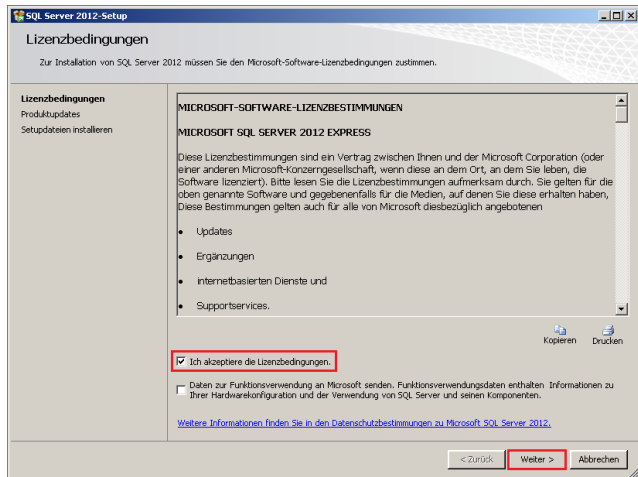 SQL Server 2012-Setup
Lizenzbedingungen
Zur Installation von SQL Server 2012 müssen Sie den Microsoft-Software-Lizenzbedingungen zustimmen.
Lizenzbedingungen
Produktupdates
Setupdateien installieren
MICROSOFT-SOFTWARE-LIZENZBESTIMMUNGEN
MICROSOFT SQL SERVER 2012 EXPRESS
Diese Lizenzbestimmungen sind ein Vertrag zwischen Ihnen und der Microsoft Corporation (oder
einer anderen Microsoft-Konzerngesellschaft, wenn diese an dem Ort, an dem Sie leben, die
Software lizenziert). Bitte lesen Sie die Lizenzbestimmungen aufmerksam durch. Sie gelten für die
oben genannte Software und gegebenenfalls für die Medien, auf denen Sie diese erhalten haben,
Diese Bestimmungen gelten auch für alle von Microsoft diesbezüglich angebotenen
• Updates
• Ergänzungen
• internetbasierten Dienste und
• Supportservices.
Kopieren Drucken
Ich akzeptiere die Lizenzbedingungen.
Daten zur Funktionsverwendung an Microsoft senden. Funktionsverwendungsdaten enthalten Informationen zu
Ihrer Hardwarekonfiguration und der Verwendung von SQL Server und seinen Komponenten.
Weitere Informationen finden Sie in den Datenschutzbestimmungen zu Microsoft SQL Server 2012.
< Zurück Weiter > Abbrechen